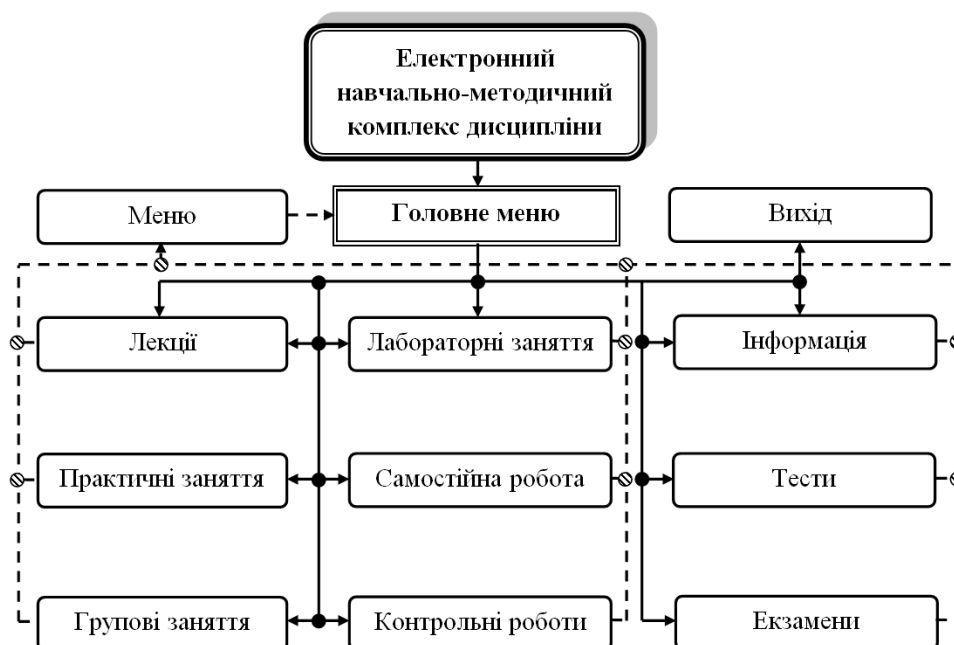 Електронний
навчально-методичний
комплекс дисципліни
Меню
Головне меню
Вихід
Лекції
Лабораторні заняття
Інформація
Практичні заняття
Самостійна робота
Тести
Групові заняття
Контрольні роботи
Екзамени